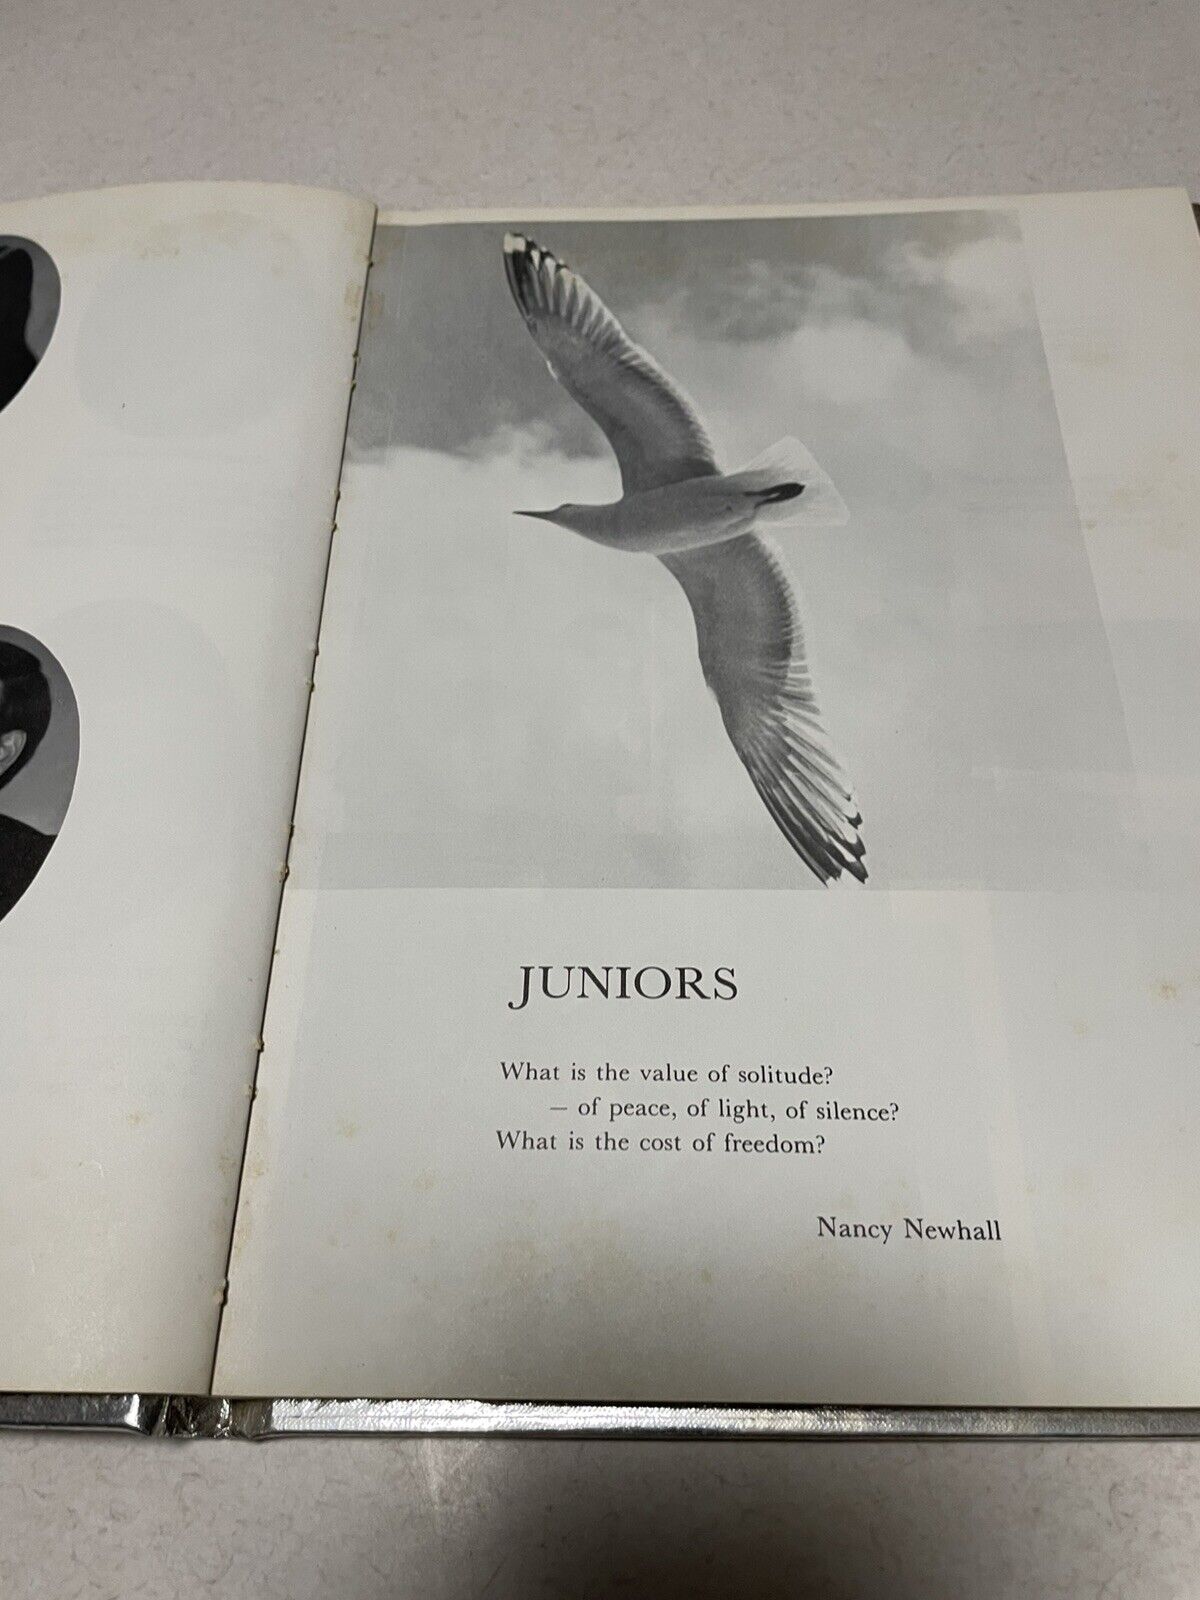 JUNIORS
What is the value of solitude?
— of peace, of light, of silence?
What is the cost of freedom?
Nancy Newhall